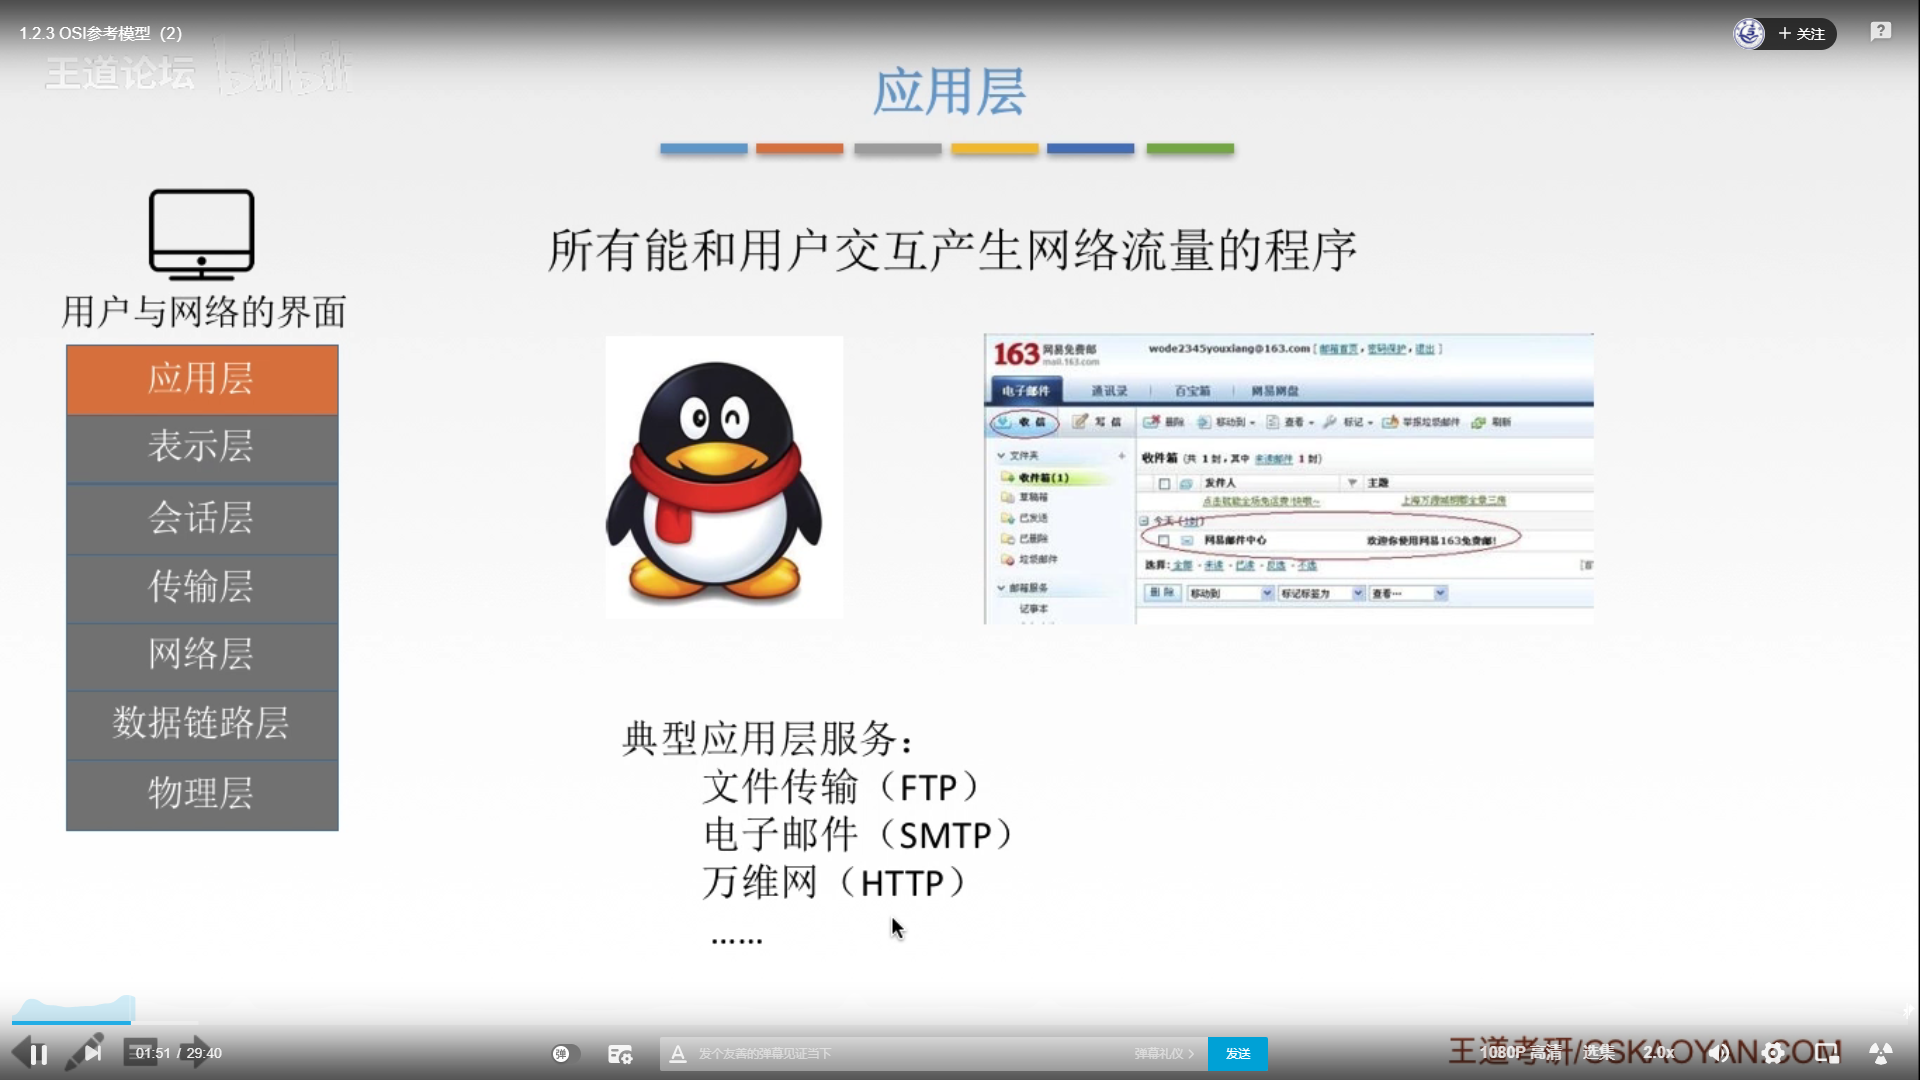 1.2.3 OSI参考模型（2）
+ 关注
王道论坛 bilibili
应用层
所有能和用户交互产生网络流量的程序
用户与网络的界面
应用层
表示层
会话层
传输层
网络层
数据链路层
物理层
163 网易免费邮
mail.163.com
wode2345youxiang@163.com [ 邮箱首页，密码保护，退出 ]
电子邮件 通讯录 百宝箱 网易网盘
收信 写信 删除 移动到 查看 标记 举报垃圾邮件 刷新
文件夹
收件箱(1)
草稿箱
已发送
已删除
垃圾邮件
邮箱服务
记事本
收件箱 (共 1 封，其中 未读邮件 1 封)
发件人 主题
今天 (1封)
网易邮件中心 欢迎你使用网易163免费邮!
选择: 全部 - 未读 - 已读 - 反选 - 不选
删 除 移动到 标记标签为 查看…
典型应用层服务：
文件传输（FTP）
电子邮件（SMTP）
万维网（HTTP）
……
01:51 / 29:40
弹
发个友善的弹幕见证当下
弹幕礼仪 >
发送
王道考研/CSKAOYAN.COM
1080P 高清 选集 2.0x